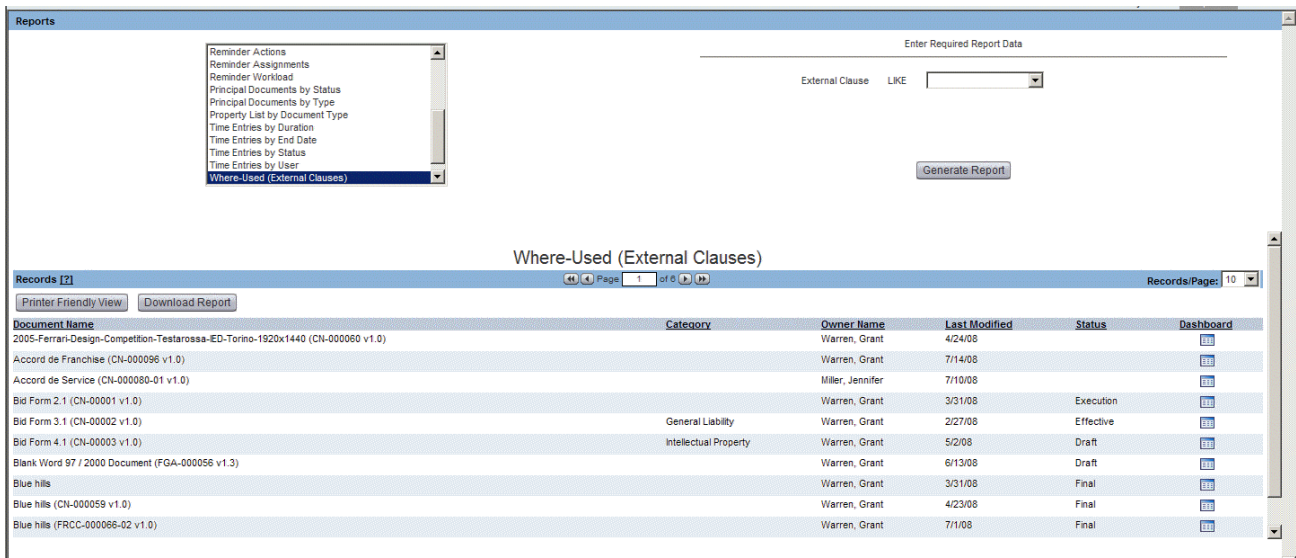 Reports
Reminder Actions
Reminder Assignments
Reminder Workload
Principal Documents by Status
Principal Documents by Type
Property List by Document Type
Time Entries by Duration
Time Entries by End Date
Time Entries by Status
Time Entries by User
Where-Used (External Clauses)
Enter Required Report Data
External Clause LIKE
Generate Report
Where-Used (External Clauses)
Records [?] Page 1 of 6 Records/Page: 10
Printer Friendly View Download Report
Document Name Category Owner Name Last Modified Status Dashboard
2005-Ferrari-Design-Competition-Testarossa-IED-Torino-1920x1440 (CN-000060 v1.0) Warren, Grant 4/24/08
Accord de Franchise (CN-000096 v1.0) Warren, Grant 7/14/08
Accord de Service (CN-000080-01 v1.0) Miller, Jennifer 7/10/08
Bid Form 2.1 (CN-00001 v1.0) Warren, Grant 3/31/08 Execution
Bid Form 3.1 (CN-00002 v1.0) General Liability Warren, Grant 2/27/08 Effective
Bid Form 4.1 (CN-00003 v1.0) Intellectual Property Warren, Grant 5/2/08 Draft
Blank Word 97 / 2000 Document (FGA-000056 v1.3) Warren, Grant 6/13/08 Draft
Blue hills Warren, Grant 3/31/08 Final
Blue hills (CN-000059 v1.0) Warren, Grant 4/23/08 Final
Blue hills (FRCC-000066-02 v1.0) Warren, Grant 7/1/08 Final